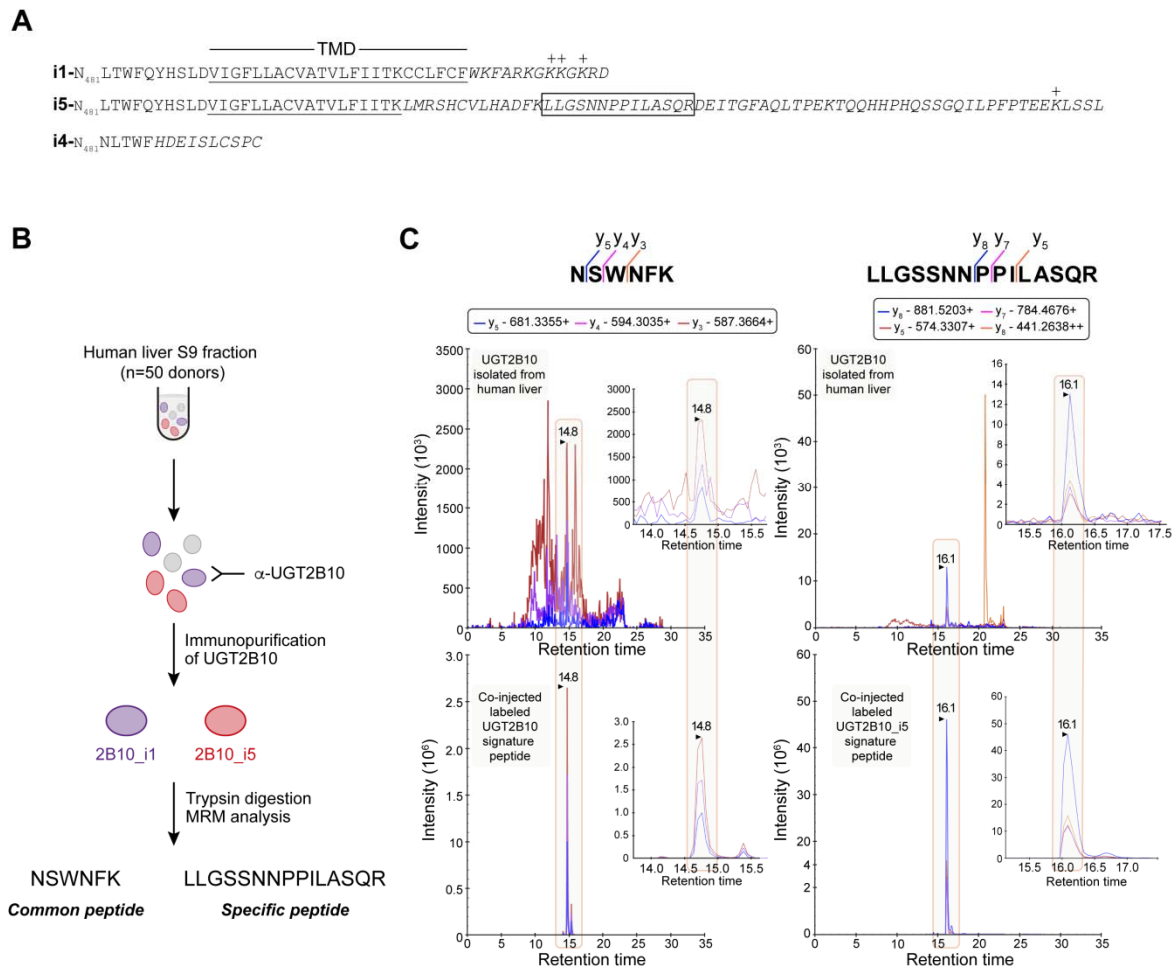 A
TMD
++ +
i1-N481LTWFQYHSLDVIGFLLACVATVLFIITKCCLFCFWKFARKGKKGKRD
+
i5-N481LTWFQYHSLDVIGFLLACVATVLFIITKLMRSHCVLHADFKLLGSNNPPILASQRDEITGFAQLTPEKTQQHHPHQSSGQILPFPTEEKLSSL
i4-N481NLTWFHDEISLCSPC
B
Human liver S9 fraction
(n=50 donors)
α-UGT2B10
Immunopurification
of UGT2B10
2B10_i1 2B10_i5
Trypsin digestion
MRM analysis
NSWNFK LLGSSNNPPILASQR
Common peptide Specific peptide
C
y5 y4 y3
NSWNFK
y5 - 681.3355+ y4 - 594.3035+ y3 - 587.3664+
UGT2B10
isolated from
human liver
Intensity (10³)
3500
3000
2500
2000
1500
1000
500
0
14.8
0 5 10 15 20 25 30 35
Retention time
3000
2500
2000
1500
1000
500
0
14.8
14.0 14.5 15.0 15.5
Retention time
Co-injected
labeled
UGT2B10
signature
peptide
Intensity (10⁶)
3.0
2.5
2.0
1.5
1.0
0.5
0
14.8
0 5 10 15 20 25 30 35
Retention time
3.0
2.5
2.0
1.5
1.0
0.5
0
14.8
14.0 14.5 15.0 15.5
Retention time
y8 y7 y5
LLGSSNNPPILASQR
y8 - 881.5203+ y7 - 784.4676+
y5 - 574.3307+ y8 - 441.2638++
UGT2B10
isolated from
human liver
Intensity (10³)
60
50
40
30
20
10
0
16.1
0 5 10 15 20 25 30 35
Retention time
16
14
12
10
8
6
4
2
0
16.1
15.5 16.0 16.5 17.0 17.5
Retention time
Co-injected
labeled
UGT2B10_i5
signature
peptide
Intensity (10⁶)
60
50
40
30
20
10
4
2
0
16.1
0 5 10 15 20 25 30 35
Retention time
60
50
40
30
20
10
0
16.1
15.5 16.0 16.5 17.0
Retention time